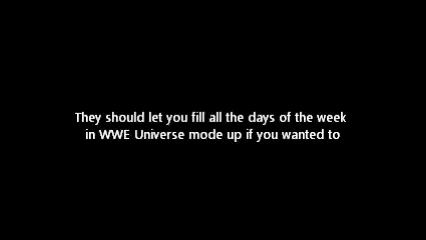 They should let you fill all the days of the week
in WWE Universe mode up if you wanted to